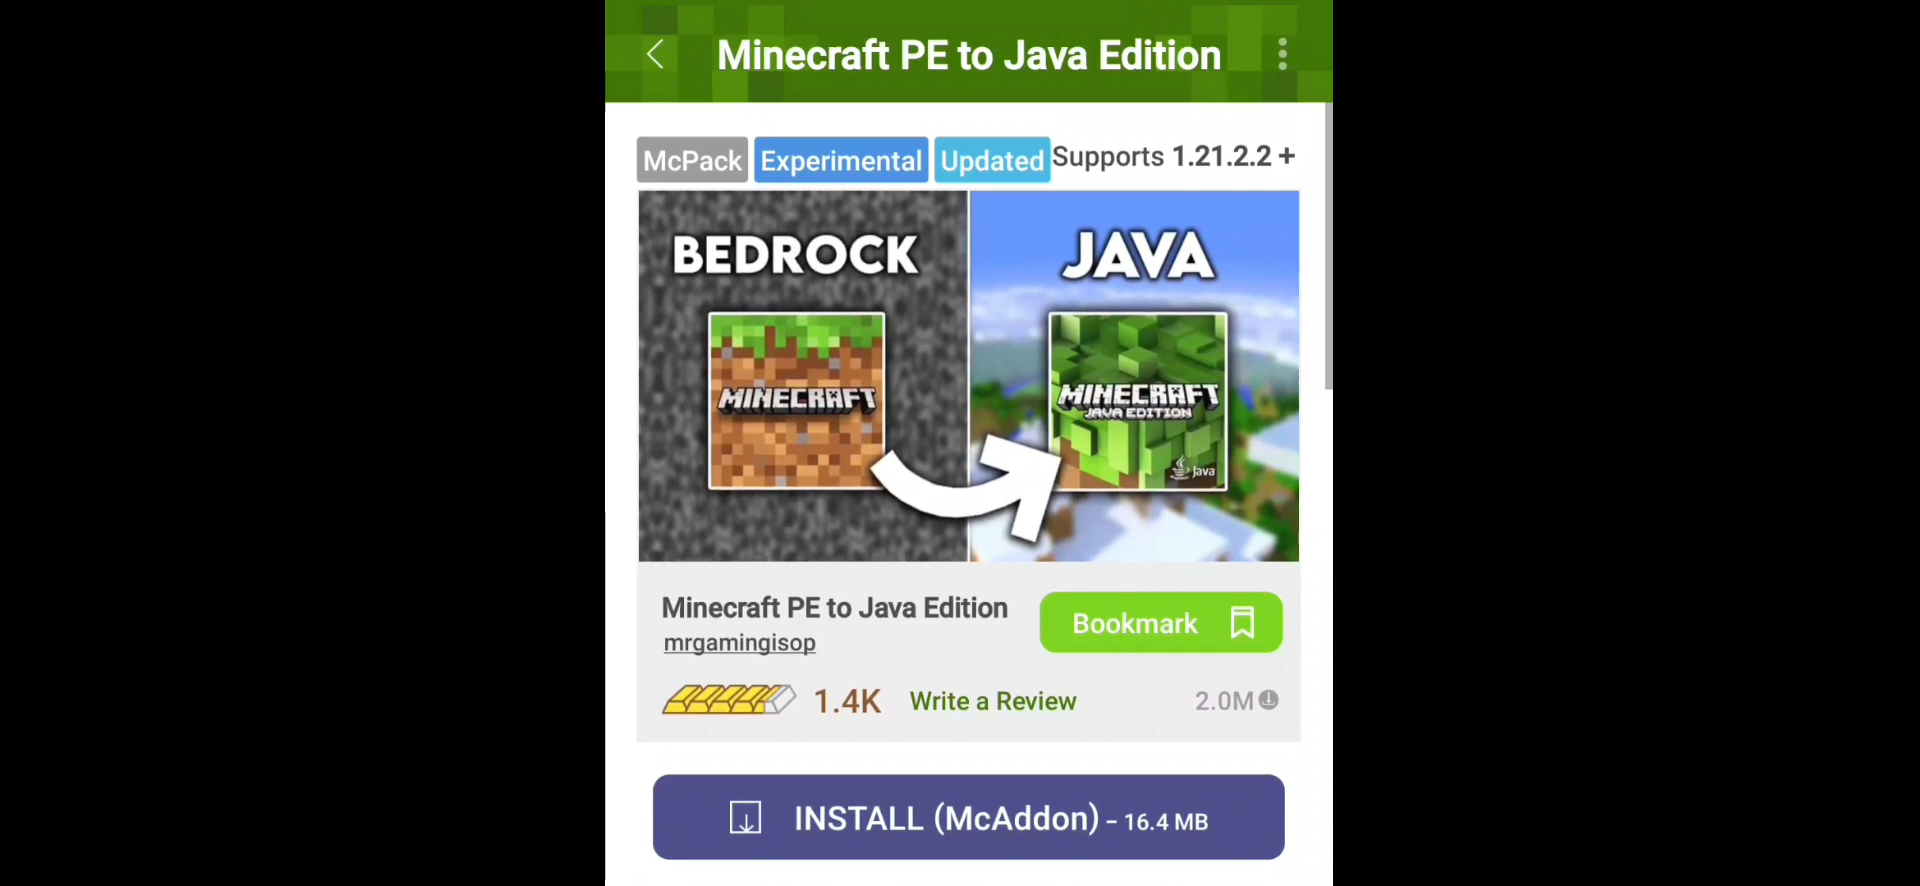 Minecraft PE to Java Edition
McPack Experimental Updated Supports 1.21.2.2 +
BEDROCK JAVA
MINECRAFT
MINECRAFT
JAVA EDITION
Java
Minecraft PE to Java Edition
mrgamingisop
Bookmark
1.4K Write a Review 2.0M
INSTALL (McAddon) - 16.4 MB